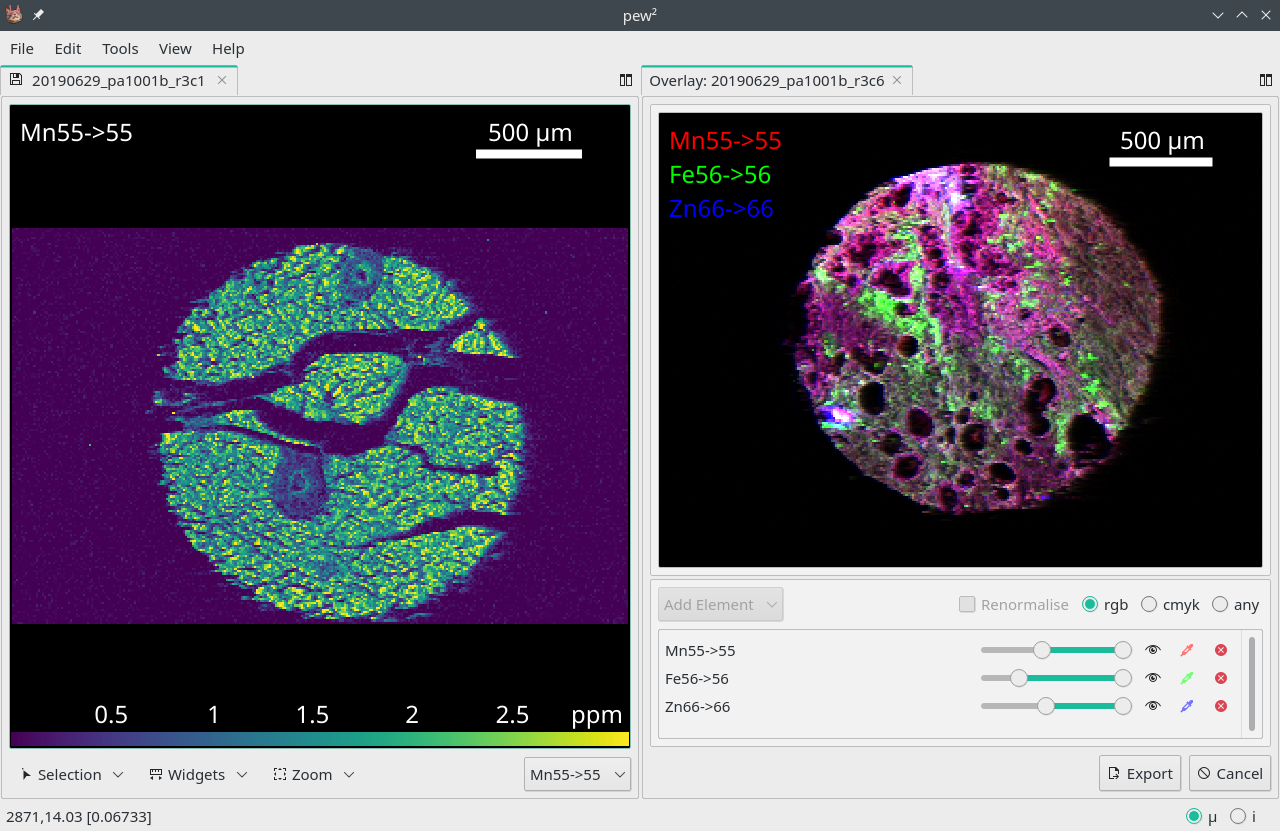 pew²
File Edit Tools View Help
20190629_pa1001b_r3c1
Mn55->55
500 µm
0.5 1 1.5 2 2.5 ppm
Selection Widgets Zoom Mn55->55
Overlay: 20190629_pa1001b_r3c6
Mn55->55
Fe56->56
Zn66->66
500 µm
Add Element Renormalise rgb cmyk any
Mn55->55
Fe56->56
Zn66->66
Export Cancel
2871,14.03 [0.06733] µ i